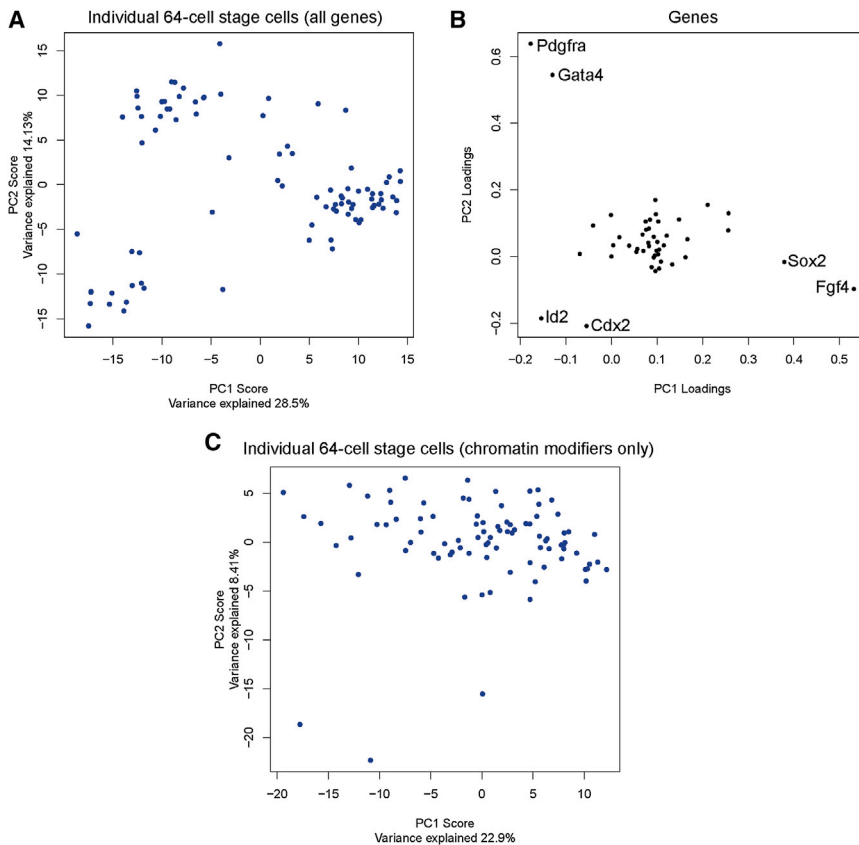 A
Individual 64-cell stage cells (all genes)
15
10
5
0
−5
−10
−15
PC2 Score
Variance explained 14.13%
−15
−10
−5
0
5
10
15
PC1 Score
Variance explained 28.5%
B
Genes
Pdgfra
Gata4
Sox2
Fgf4
Id2
Cdx2
0.6
0.4
0.2
0.0
−0.2
PC2 Loadings
−0.2
−0.1
0.0
0.1
0.2
0.3
0.4
0.5
PC1 Loadings
C
Individual 64-cell stage cells (chromatin modifiers only)
5
0
−5
−10
−15
−20
PC2 Score
Variance explained 8.41%
−20
−15
−10
−5
0
5
10
PC1 Score
Variance explained 22.9%